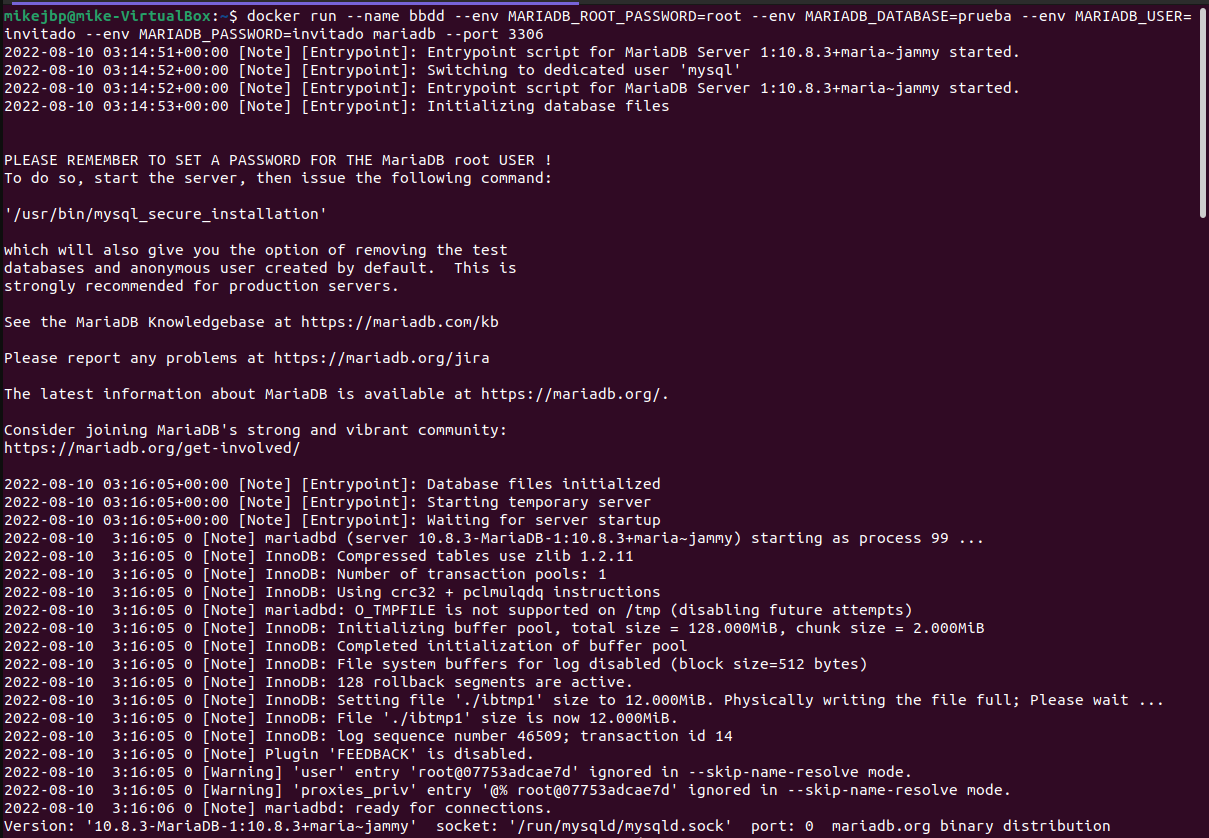 mikejbp@mike-VirtualBox:~$ docker run --name bbdd --env MARIADB_ROOT_PASSWORD=root --env MARIADB_DATABASE=prueba --env MARIADB_USER=
invitado --env MARIADB_PASSWORD=invitado mariadb --port 3306
2022-08-10 03:14:51+00:00 [Note] [Entrypoint]: Entrypoint script for MariaDB Server 1:10.8.3+maria~jammy started.
2022-08-10 03:14:52+00:00 [Note] [Entrypoint]: Switching to dedicated user 'mysql'
2022-08-10 03:14:52+00:00 [Note] [Entrypoint]: Entrypoint script for MariaDB Server 1:10.8.3+maria~jammy started.
2022-08-10 03:14:53+00:00 [Note] [Entrypoint]: Initializing database files
PLEASE REMEMBER TO SET A PASSWORD FOR THE MariaDB root USER !
To do so, start the server, then issue the following command:
'/usr/bin/mysql_secure_installation'
which will also give you the option of removing the test
databases and anonymous user created by default.  This is
strongly recommended for production servers.
See the MariaDB Knowledgebase at https://mariadb.com/kb
Please report any problems at https://mariadb.org/jira
The latest information about MariaDB is available at https://mariadb.org/.
Consider joining MariaDB's strong and vibrant community:
https://mariadb.org/get-involved/
2022-08-10 03:16:05+00:00 [Note] [Entrypoint]: Database files initialized
2022-08-10 03:16:05+00:00 [Note] [Entrypoint]: Starting temporary server
2022-08-10 03:16:05+00:00 [Note] [Entrypoint]: Waiting for server startup
2022-08-10  3:16:05 0 [Note] mariadbd (server 10.8.3-MariaDB-1:10.8.3+maria~jammy) starting as process 99 ...
2022-08-10  3:16:05 0 [Note] InnoDB: Compressed tables use zlib 1.2.11
2022-08-10  3:16:05 0 [Note] InnoDB: Number of transaction pools: 1
2022-08-10  3:16:05 0 [Note] InnoDB: Using crc32 + pclmulqdq instructions
2022-08-10  3:16:05 0 [Note] mariadbd: O_TMPFILE is not supported on /tmp (disabling future attempts)
2022-08-10  3:16:05 0 [Note] InnoDB: Initializing buffer pool, total size = 128.000MiB, chunk size = 2.000MiB
2022-08-10  3:16:05 0 [Note] InnoDB: Completed initialization of buffer pool
2022-08-10  3:16:05 0 [Note] InnoDB: File system buffers for log disabled (block size=512 bytes)
2022-08-10  3:16:05 0 [Note] InnoDB: 128 rollback segments are active.
2022-08-10  3:16:05 0 [Note] InnoDB: Setting file './ibtmp1' size to 12.000MiB. Physically writing the file full; Please wait ...
2022-08-10  3:16:05 0 [Note] InnoDB: File './ibtmp1' size is now 12.000MiB.
2022-08-10  3:16:05 0 [Note] InnoDB: log sequence number 46509; transaction id 14
2022-08-10  3:16:05 0 [Note] Plugin 'FEEDBACK' is disabled.
2022-08-10  3:16:05 0 [Warning] 'user' entry 'root@07753adcae7d' ignored in --skip-name-resolve mode.
2022-08-10  3:16:05 0 [Warning] 'proxies_priv' entry '@% root@07753adcae7d' ignored in --skip-name-resolve mode.
2022-08-10  3:16:06 0 [Note] mariadbd: ready for connections.
Version: '10.8.3-MariaDB-1:10.8.3+maria~jammy'  socket: '/run/mysqld/mysqld.sock'  port: 0  mariadb.org binary distribution